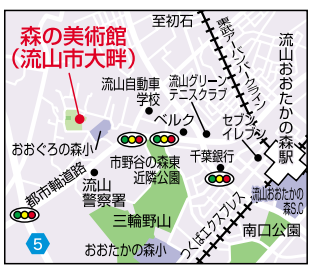 至初石
東武アーバンパークライン
森の美術館
(流山市大畔)
流山自動車
学校
流山グリーン
テニスクラブ
流山おおたかの森駅
ベルク
セブン
イレブン
おおぐろの森小
市野谷の森東
近隣公園
千葉銀行
都市軸道路
流山
警察署
流山おおたかの
森S.C
三輪野山
つくばエクスプレス
南口公園
5
おおたかの森小